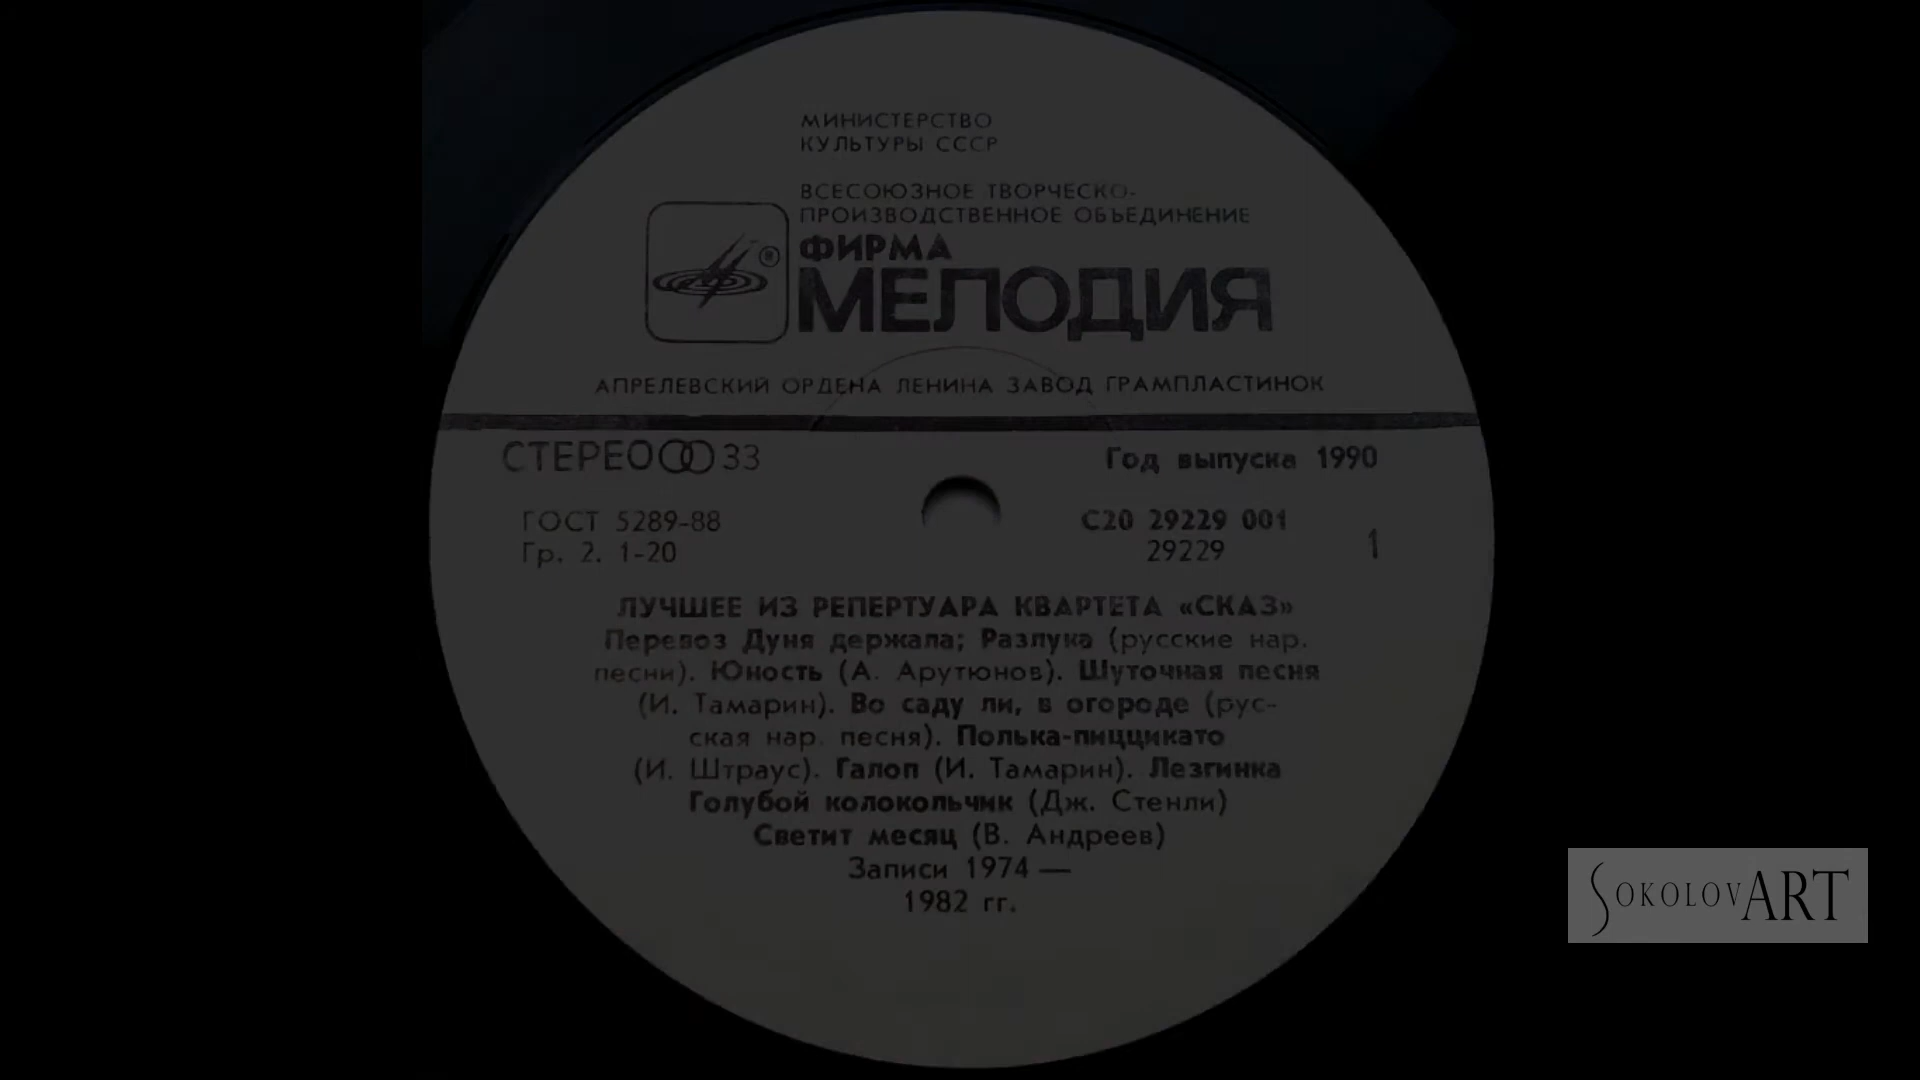 МИНИСТЕРСТВО
КУЛЬТУРЫ СССР
ВСЕСОЮЗНОЕ ТВОРЧЕСКО-
ПРОИЗВОДСТВЕННОЕ ОБЪЕДИНЕНИЕ
ФИРМА
®
МЕЛОДИЯ
АПРЕЛЕВСКИЙ ОРДЕНА ЛЕНИНА ЗАВОД ГРАМПЛАСТИНОК
СТЕРЕО 33
Год выпуска 1990
ГОСТ 5289-88
Гр. 2. 1-20
С20 29229 001
29229
1
ЛУЧШЕЕ ИЗ РЕПЕРТУАРА КВАРТЕТА «СКАЗ»
Перевоз Дуня держала; Разлука (русские нар.
песни). Юность (А. Арутюнов). Шуточная песня
(И. Тамарин). Во саду ли, в огороде (рус-
ская нар. песня). Полька-пиццикато
(И. Штраус). Галоп (И. Тамарин). Лезгинка
Голубой колокольчик (Дж. Стенли)
Светит месяц (В. Андреев)
Записи 1974 —
1982 гг.
SOKOLOVART